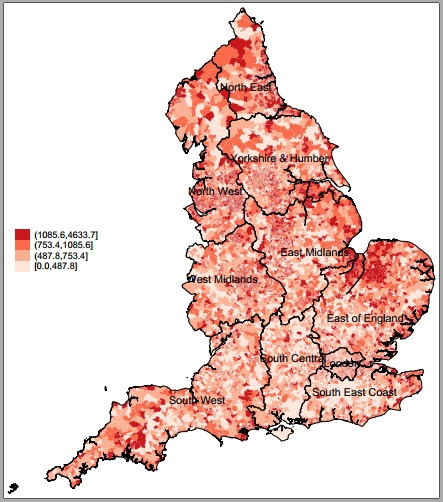 North East
Yorkshire & Humber
North West
(1085.6,4633.7]
(753.4,1085.6]
(487.8,753.4]
[0.0,487.8]
East Midlands
West Midlands
East of England
South Central
London
South East Coast
South West